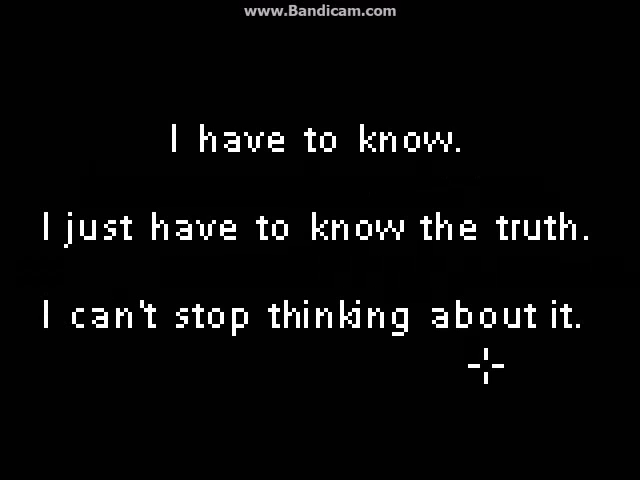 www.Bandicam.com
I have to know.
I just have to know the truth.
I can't stop thinking about it.